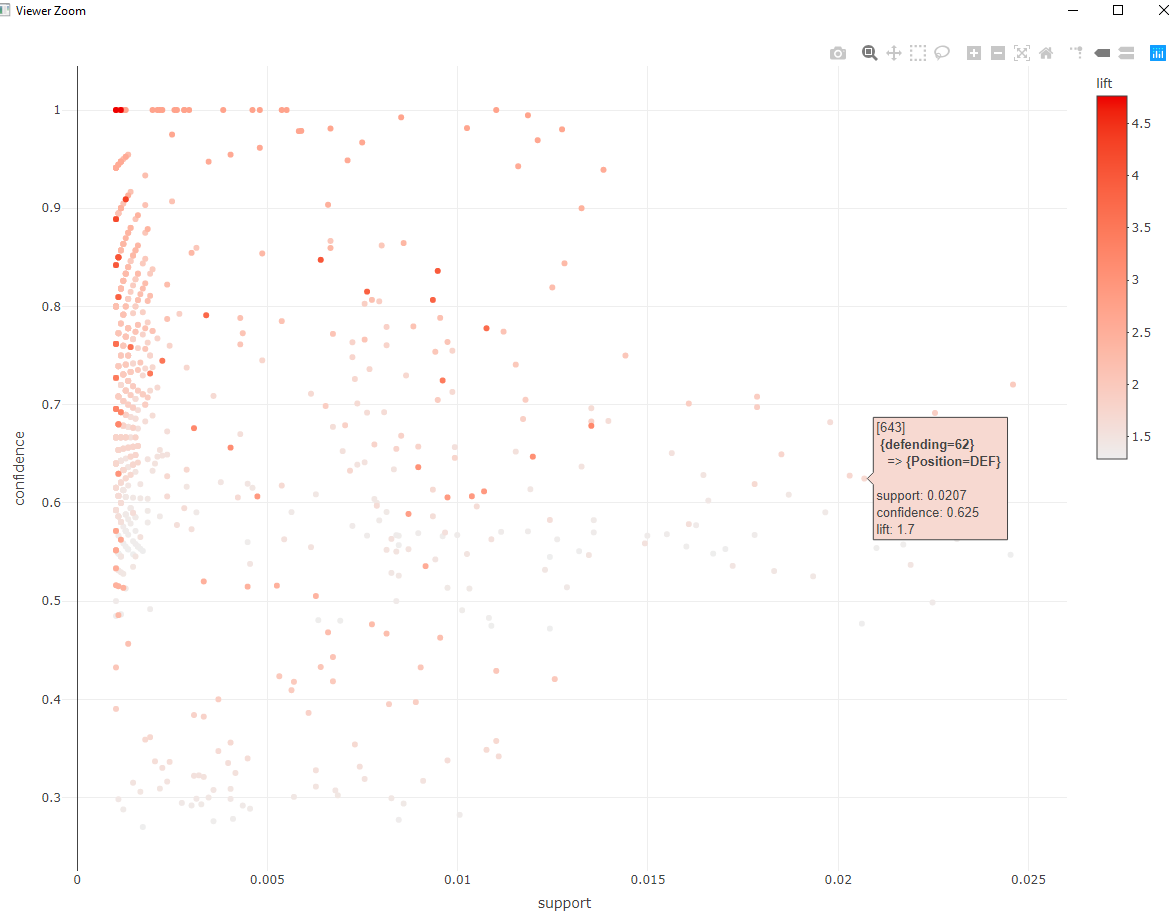 Viewer Zoom
lift
4.5
4
3.5
3
2.5
2
1.5
1
0.9
0.8
0.7
0.6
0.5
0.4
0.3
confidence
[643]
{defending=62}
=> {Position=DEF}
support: 0.0207
confidence: 0.625
lift: 1.7
0
0.005
0.01
0.015
0.02
0.025
support